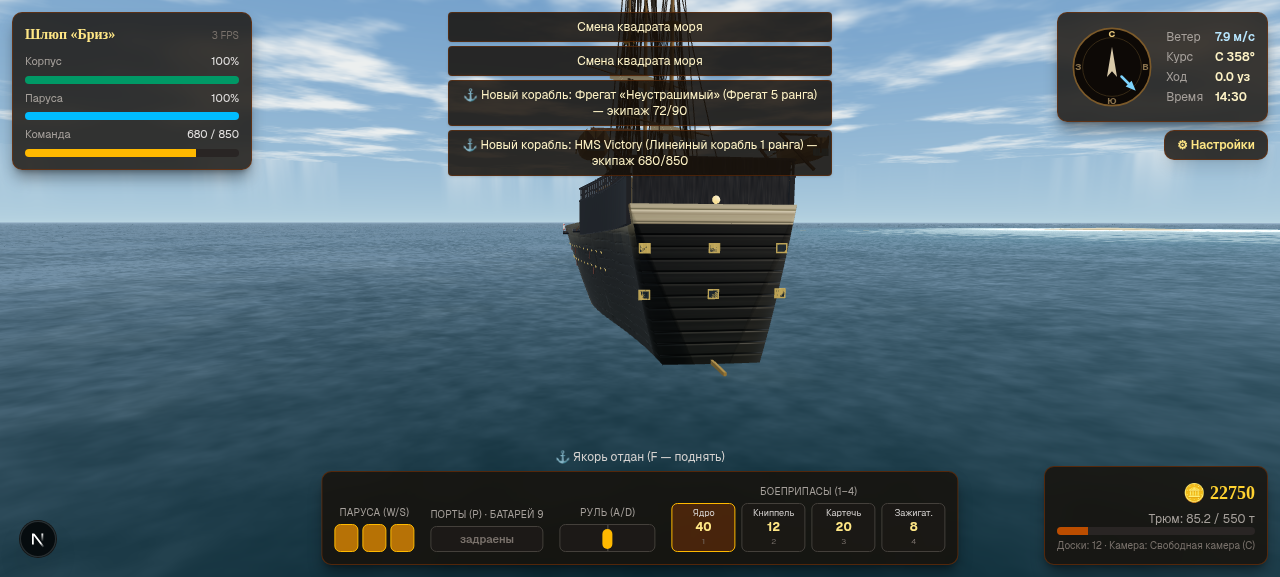 Шлюп «Бриз»
3 FPS
Корпус
100%
Паруса
100%
Команда
680 / 850
Смена квадрата моря
Смена квадрата моря
⚓ Новый корабль: Фрегат «Неустрашимый» (Фрегат 5 ранга)
— экипаж 72/90
⚓ Новый корабль: HMS Victory (Линейный корабль 1 ранга) —
экипаж 680/850
С
В
Ю
З
Ветер 7.9 м/с
Курс С 358°
Ход 0.0 уз
Время 14:30
⚙ Настройки
⚓ Якорь отдан (F — поднять)
ПАРУСА (W/S)
ПОРТЫ (P) · БАТАРЕЙ 9
задраены
РУЛЬ (A/D)
БОЕПРИПАСЫ (1–4)
Ядро
40
1
Книппель
12
2
Картечь
20
3
Зажигат.
8
4
22750
Трюм: 85.2 / 550 т
Доски: 12 · Камера: Свободная камера (C)
N